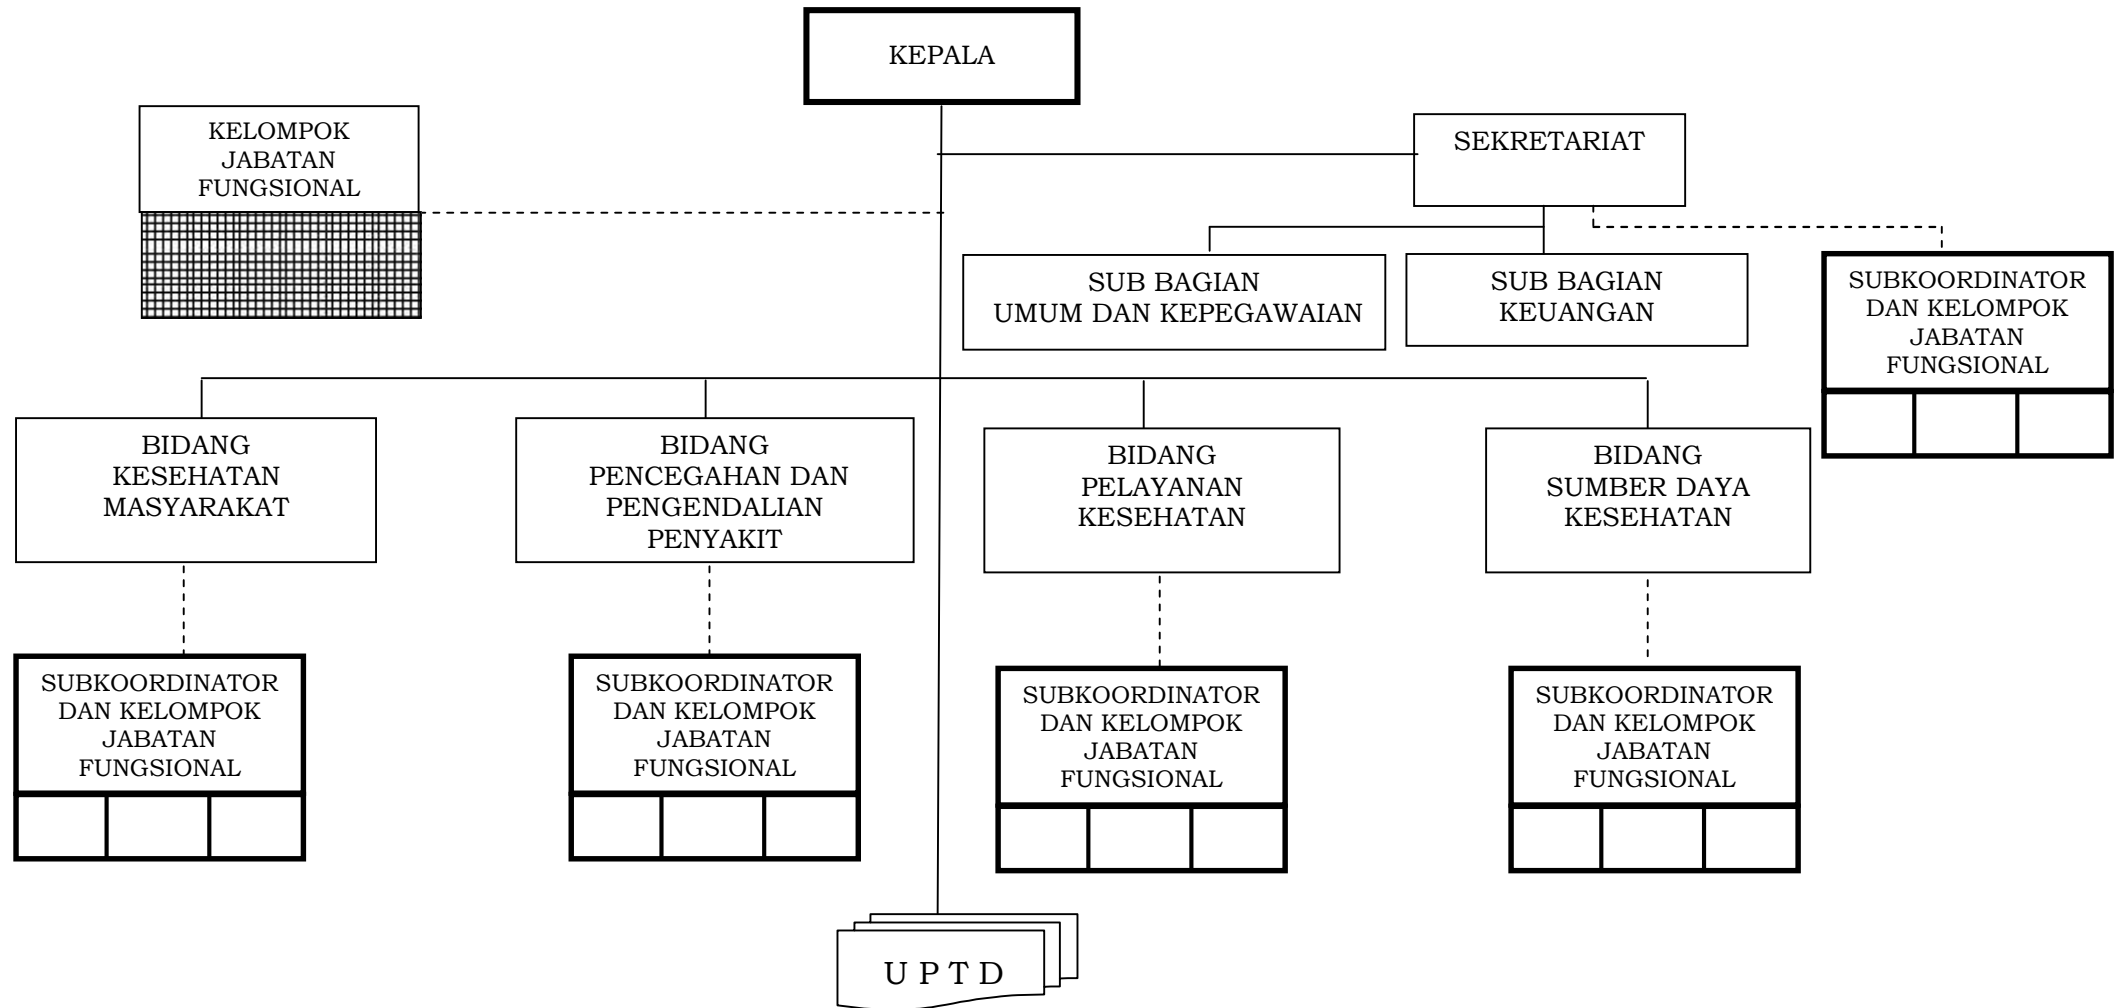 KEPALA
KELOMPOK
JABATAN
FUNGSIONAL
SEKRETARIAT
SUB BAGIAN
UMUM DAN KEPEGAWAIAN
SUB BAGIAN
KEUANGAN
SUBKOORDINATOR
DAN KELOMPOK
JABATAN
FUNGSIONAL
BIDANG
KESEHATAN
MASYARAKAT
BIDANG
PENCEGAHAN DAN
PENGENDALIAN
PENYAKIT
BIDANG
PELAYANAN
KESEHATAN
BIDANG
SUMBER DAYA
KESEHATAN
SUBKOORDINATOR
DAN KELOMPOK
JABATAN
FUNGSIONAL
SUBKOORDINATOR
DAN KELOMPOK
JABATAN
FUNGSIONAL
SUBKOORDINATOR
DAN KELOMPOK
JABATAN
FUNGSIONAL
SUBKOORDINATOR
DAN KELOMPOK
JABATAN
FUNGSIONAL
U P T D